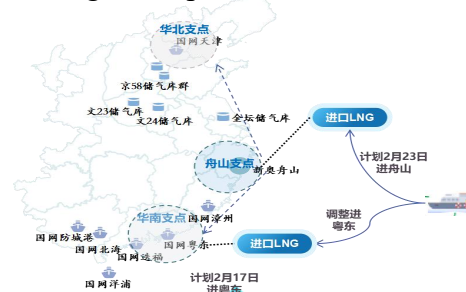 华北支点
国网天津
京58储气库群
文23储气库
文24储气库
金坛储气库
进口LNG
舟山支点
新奥舟山
计划2月23日
进舟山
华南支点
国网漳州
调整进
粤东
国网防城港
国网粤东
进口LNG
国网北海
国网迭福
国网洋浦
计划2月17日
进粤东